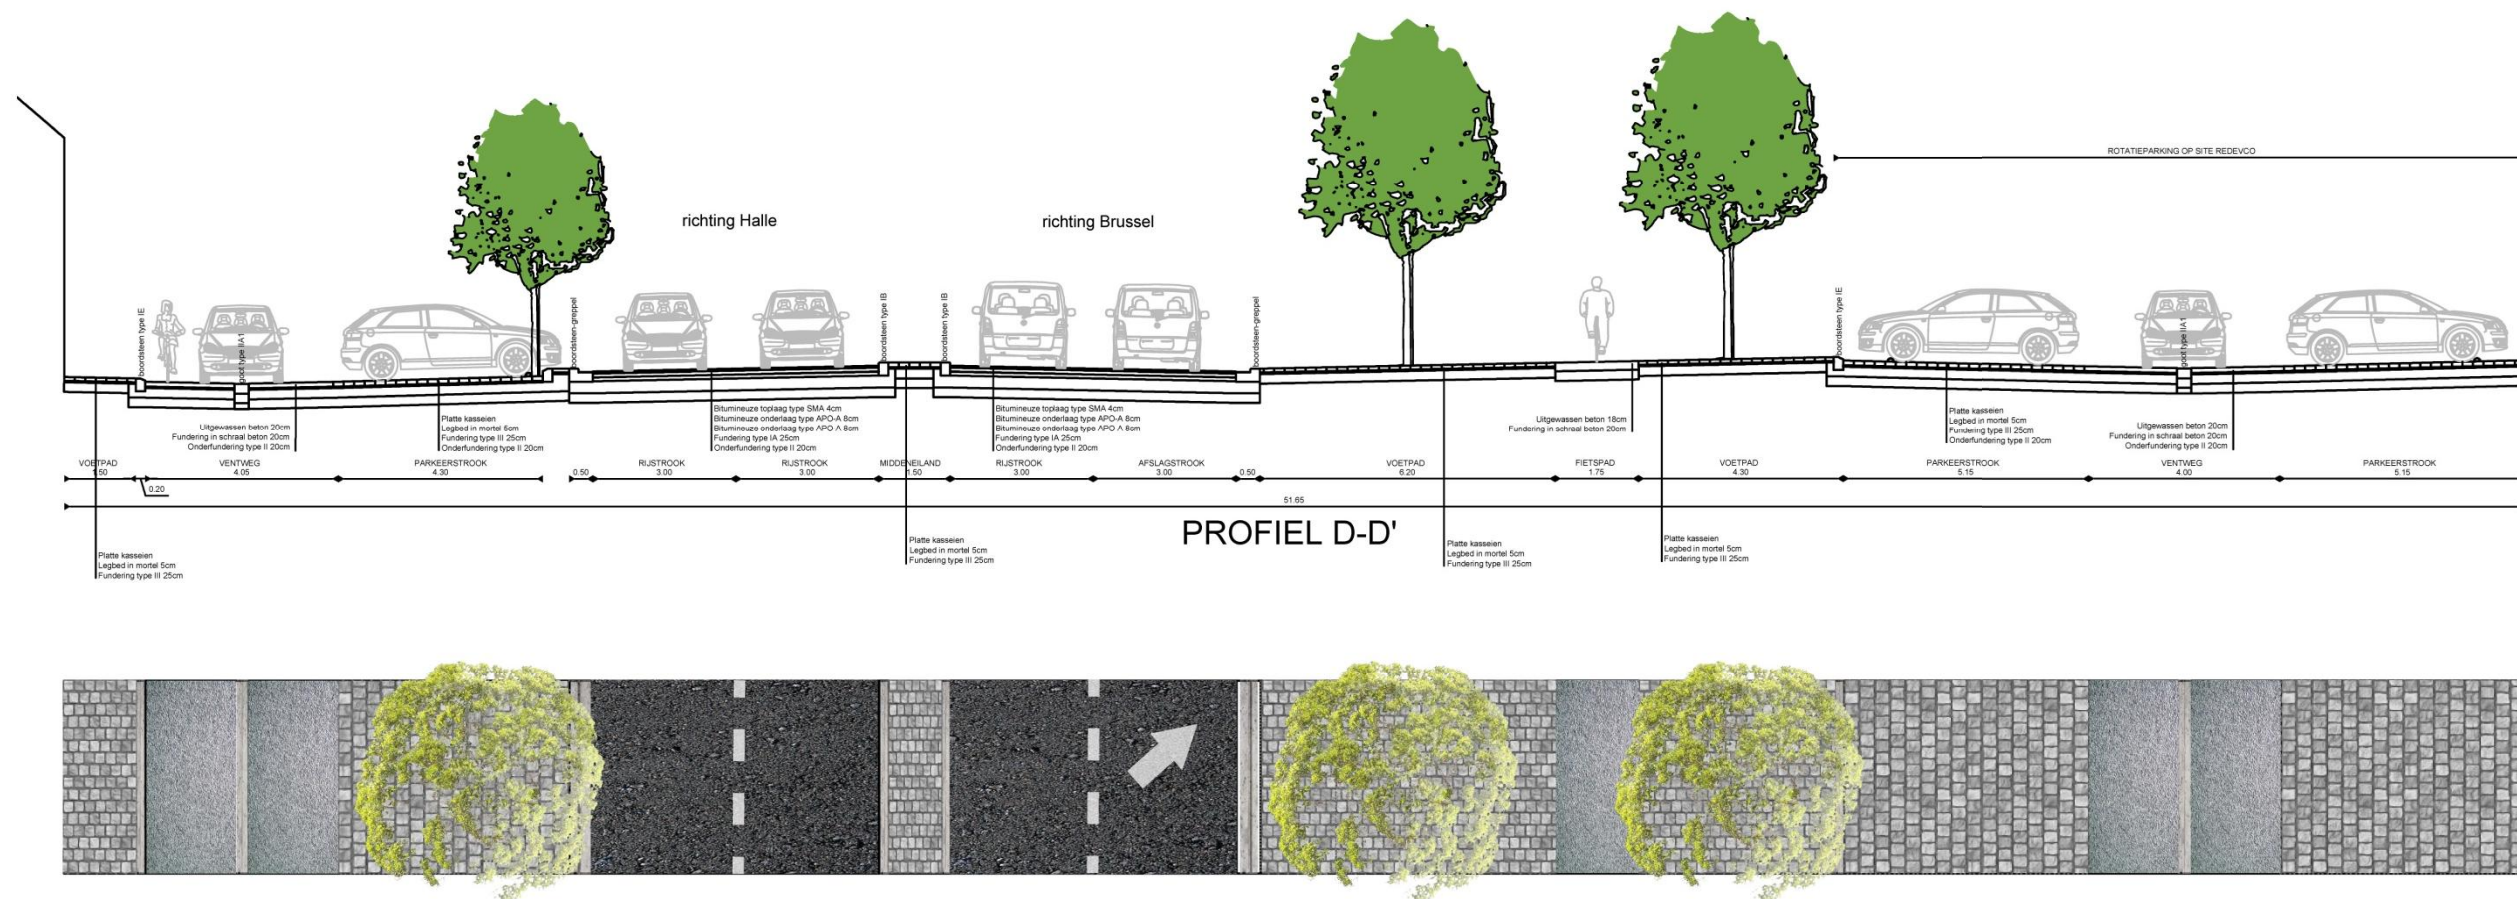 ROTATIEPARKING OP SITE REDEVCO
richting Halle
richting Brussel
boordsteen type IE
goot type IIA1
boordsteen-greppel
boordsteen type IB
boordsteen type IB
boordsteen-greppel
boordsteen type IE
goot type IIA1
Uitgewassen beton 20cm
Fundering in schraal beton 20cm
Onderfundering type II 20cm
Platte kasseien
Legbed in mortel 5cm
Fundering type III 25cm
Onderfundering type II 20cm
Bitumineuze toplaag type SMA 4cm
Bitumineuze onderlaag type APO-A 8cm
Bitumineuze onderlaag type APO-A 8cm
Fundering type IA 25cm
Onderfundering type II 20cm
Bitumineuze toplaag type SMA 4cm
Bitumineuze onderlaag type APO-A 8cm
Bitumineuze onderlaag type APO-A 8cm
Fundering type IA 25cm
Onderfundering type II 20cm
Uitgewassen beton 18cm
Fundering in schraal beton 20cm
Platte kasseien
Legbed in mortel 5cm
Fundering type III 25cm
Onderfundering type II 20cm
Uitgewassen beton 20cm
Fundering in schraal beton 20cm
Onderfundering type II 20cm
VOETPAD VENTWEG PARKEERSTROOK RIJSTROOK RIJSTROOK MIDDENEILAND RIJSTROOK AFSLAGSTROOK VOETPAD FIETSPAD VOETPAD PARKEERSTROOK VENTWEG PARKEERSTROOK
1.50 4.05 4.30 0.50 3.00 3.00 1.50 3.00 3.00 0.50 6.20 1.75 4.30 5.15 4.00 5.15
0.20
51.65
PROFIEL D-D'
Platte kasseien
Legbed in mortel 5cm
Fundering type III 25cm
Platte kasseien
Legbed in mortel 5cm
Fundering type III 25cm
Platte kasseien
Legbed in mortel 5cm
Fundering type III 25cm
Platte kasseien
Legbed in mortel 5cm
Fundering type III 25cm